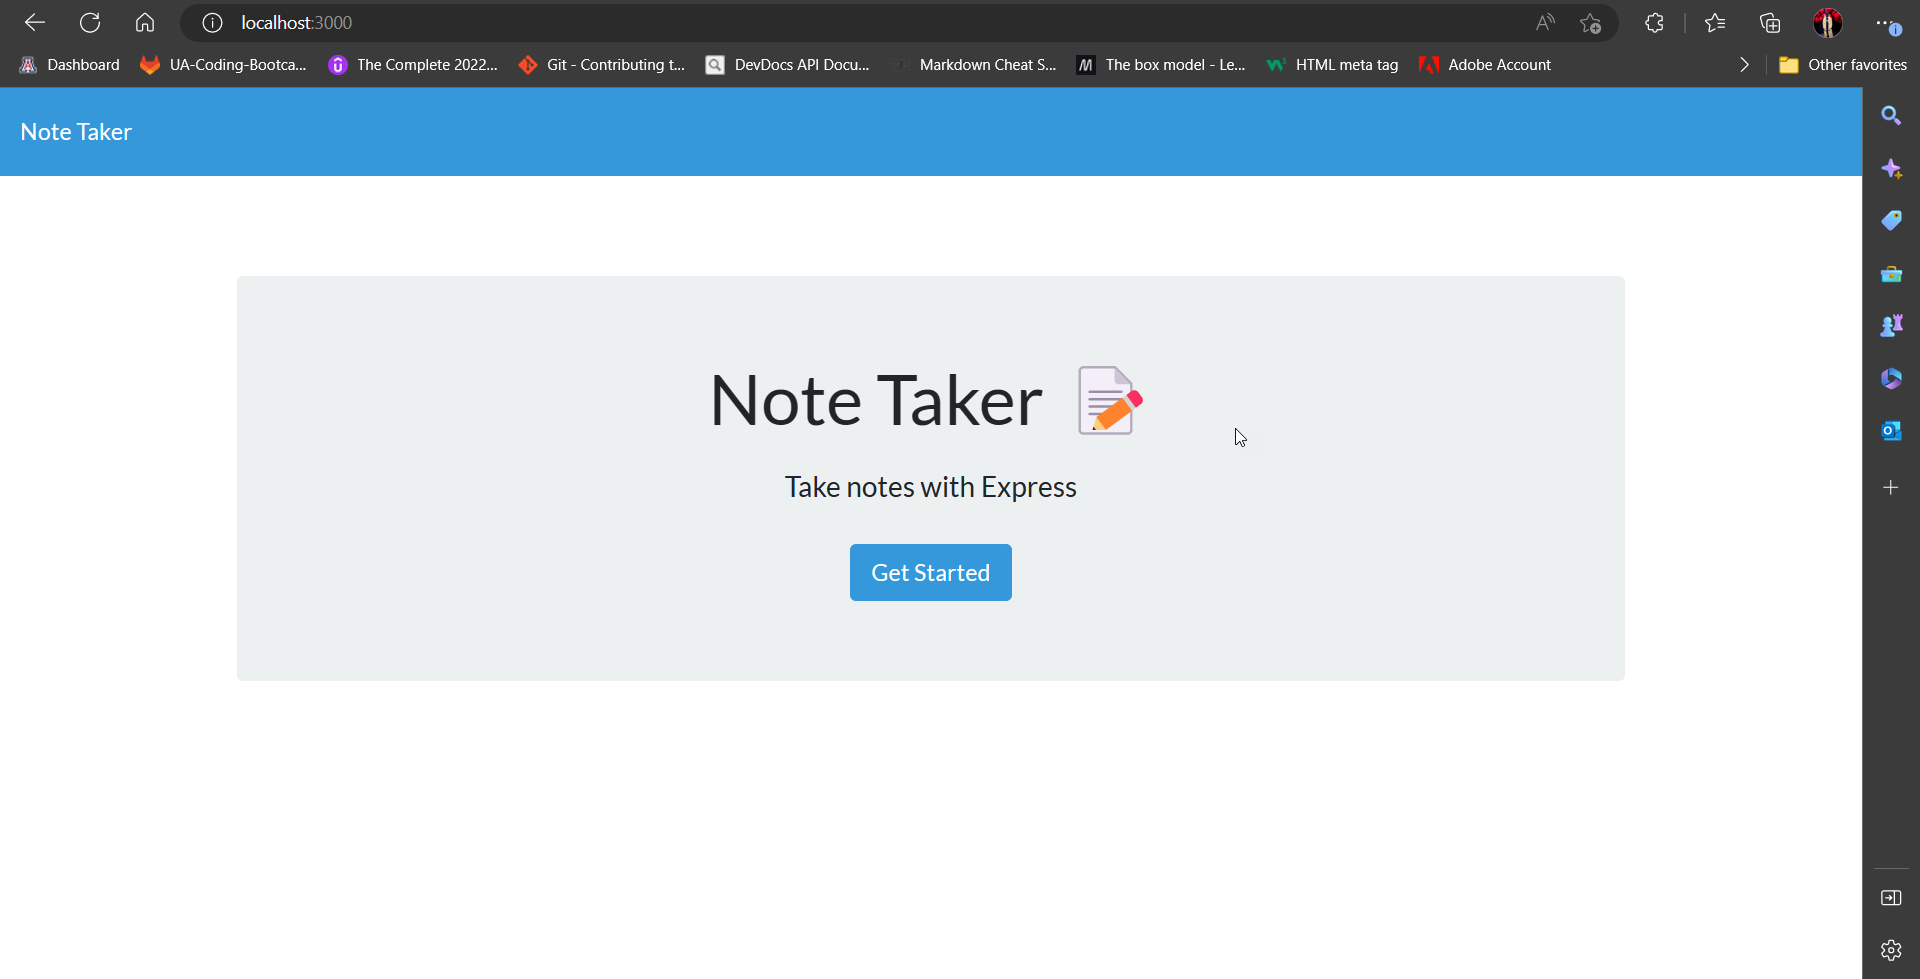 localhost:3000
Dashboard UA-Coding-Bootca... The Complete 2022... Git - Contributing t... DevDocs API Docu... Markdown Cheat S... The box model - Le... HTML meta tag Adobe Account Other favorites
Note Taker
Note Taker
Take notes with Express
Get Started